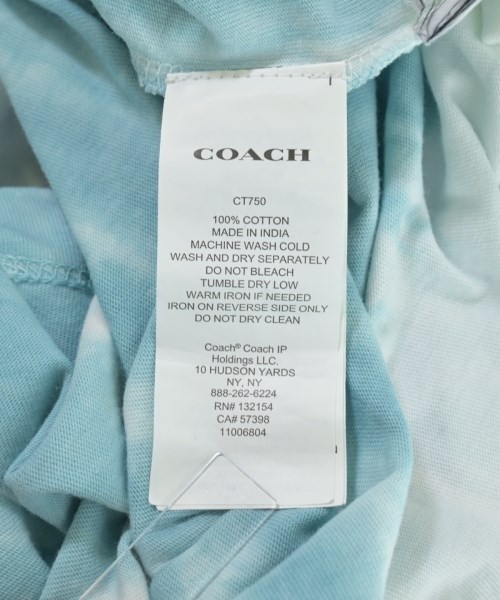 COACH
CT750
100% COTTON
MADE IN INDIA
MACHINE WASH COLD
WASH AND DRY SEPARATELY
DO NOT BLEACH
TUMBLE DRY LOW
WARM IRON IF NEEDED
IRON ON REVERSE SIDE ONLY
DO NOT DRY CLEAN
Coach® Coach IP
Holdings LLC.
10 HUDSON YARDS
NY, NY
888-262-6224
RN# 132154
CA# 57398
11006804